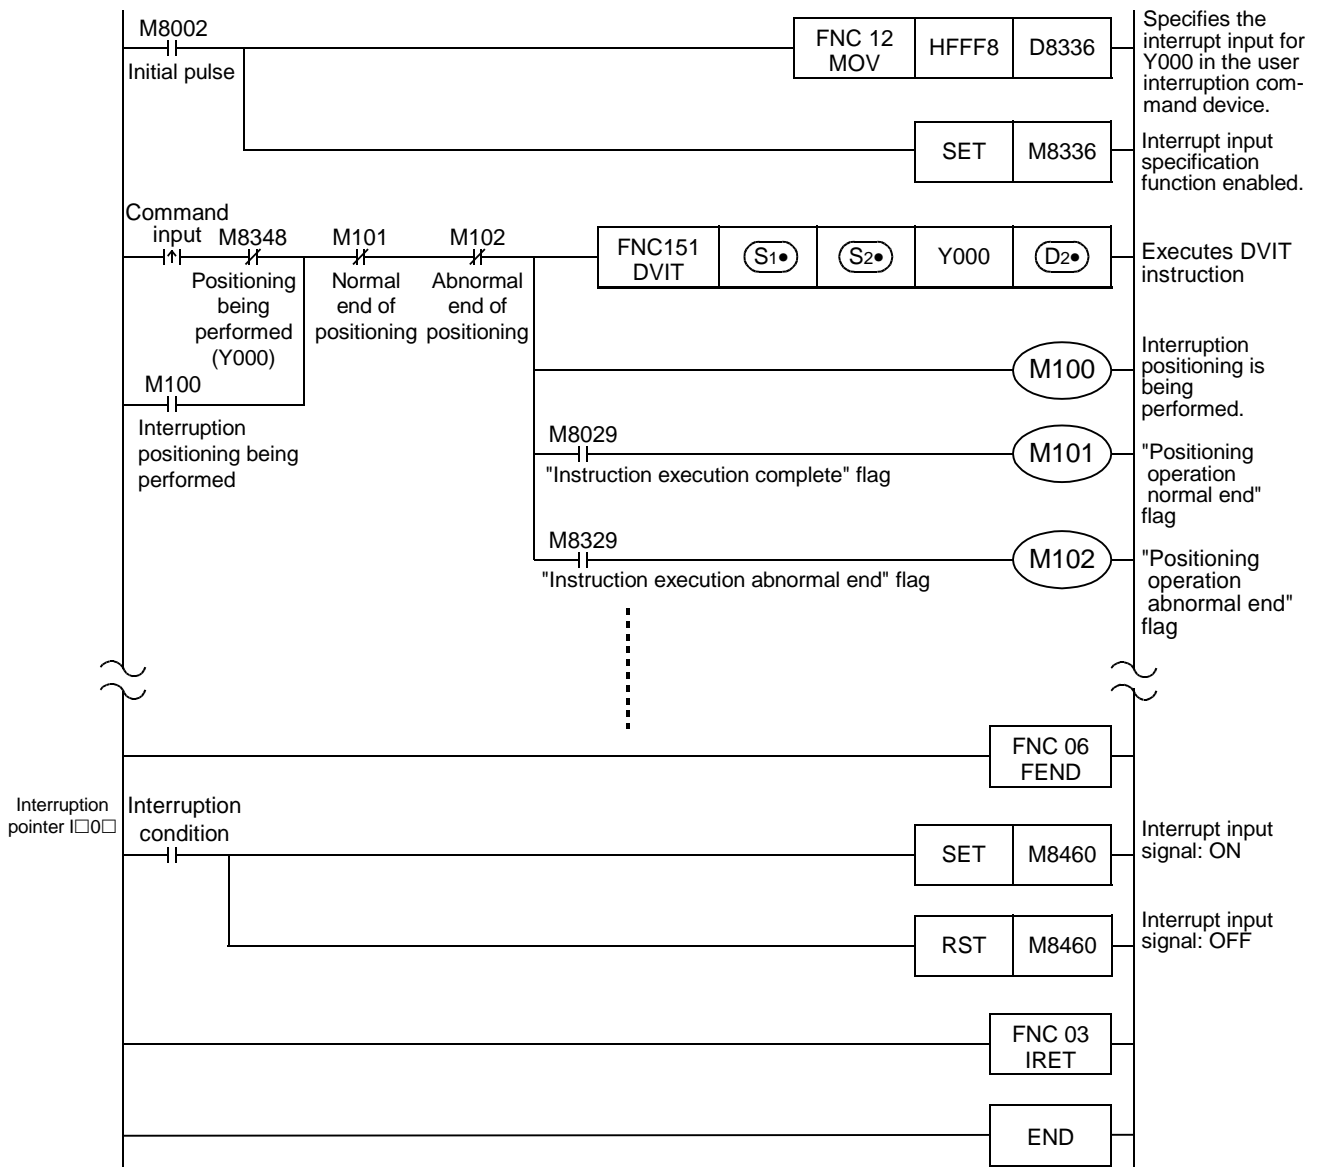 M8002
Initial pulse
FNC 12
MOV
HFFF8
D8336
Specifies the
interrupt input for
Y000 in the user
interruption com-
mand device.
SET
M8336
Interrupt input
specification
function enabled.
Command
input
M8348
Positioning
being
performed
(Y000)
M101
Normal
end of
positioning
M102
Abnormal
end of
positioning
FNC151
DVIT
S1•
S2•
Y000
D2•
Executes DVIT
instruction
M100
Interruption
positioning being
performed
M100
Interruption
positioning is
being
performed.
M8029
"Instruction execution complete" flag
M101
"Positioning
operation
normal end"
flag
M8329
"Instruction execution abnormal end" flag
M102
"Positioning
operation
abnormal end"
flag
FNC 06
FEND
Interruption
pointer I□0□
Interruption
condition
SET
M8460
Interrupt input
signal: ON
RST
M8460
Interrupt input
signal: OFF
FNC 03
IRET
END